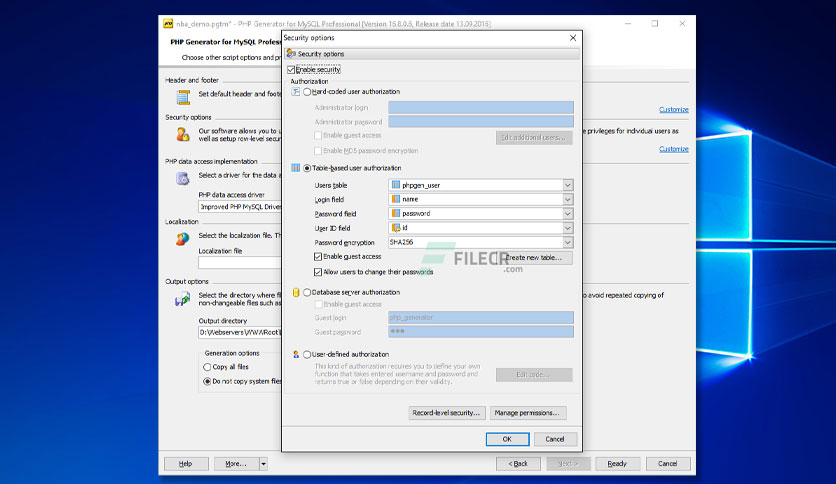 nba_demo.pgtm* - PHP Generator for MySQL Professional [Version 16.8.0.6, Release date 13.09.2016]
PHP Generator for MySQL Profes
Choose other script options and pr
Header and footer
Set default header and foot
Customize
Security options
Our software allows you to u
e privileges for individual users as
well as setup row-level securi
Customize
PHP data access implementation
Select a driver for the data a
PHP data access driver
Improved PHP MySQL Driver
Localization
Select the localization file. Th
Localization file
Output options
Select the directory where fil
o avoid repeated copying of
non-changeable files such as
Output directory
D:\Webservers\WWWRoot\
Generation options
Copy all files
Do not copy system files
Help
More...
< Back
Next >
Ready
Cancel
Security options
Security options
Enable security
Authorization
Hard-coded user authorization
Administrator login
Administrator password
Enable guest access
Edit additional users...
Enable MD5 password encryption
Table-based user authorization
Users table
phpgen_user
Login field
name
Password field
password
User ID field
id
Password encryption
SHA256
Enable guest access
Create new table...
Allow users to change their passwords
FILECR
.com
Database server authorization
Enable guest access
Guest login
php_generator
Guest password
●●●
User-defined authorization
This kind of authorization requires you to define your own
function that takes entered username and password and
returns true or false depending on their validity.
Edit code...
Record-level security...
Manage permissions...
OK
Cancel